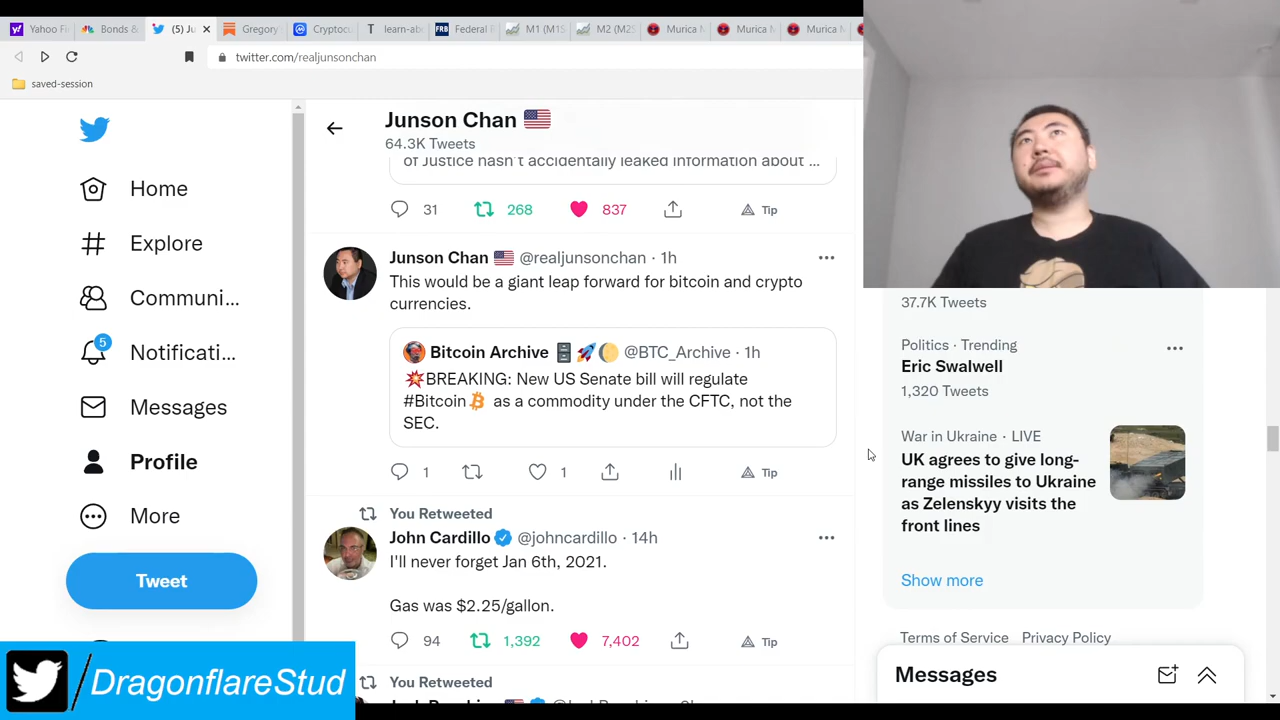 Yahoo Fi
Bonds &
(5) Ju
Gregory
Cryptoc
learn-abo
FRB
Federal
M1 (M1S
M2 (M2S
Murica M
Murica M
Murica M
twitter.com/realjunsonchan
saved-session
Home
Explore
Communi...
5
Notificati...
Messages
Profile
More
Tweet
Junson Chan
64.3K Tweets
of Justice hasn't accidentally leaked information about ...
31 268 837 Tip
Junson Chan @realjunsonchan · 1h
This would be a giant leap forward for bitcoin and crypto
currencies.
Bitcoin Archive @BTC_Archive · 1h
BREAKING: New US Senate bill will regulate
#Bitcoin as a commodity under the CFTC, not the
SEC.
1 1 Tip
You Retweeted
John Cardillo @johncardillo · 14h
I'll never forget Jan 6th, 2021.
Gas was $2.25/gallon.
94 1,392 7,402 Tip
You Retweeted
37.7K Tweets
Politics · Trending
Eric Swalwell
1,320 Tweets
War in Ukraine · LIVE
UK agrees to give long-
range missiles to Ukraine
as Zelenskyy visits the
front lines
Show more
Terms of Service Privacy Policy
Messages
/DragonflareStud